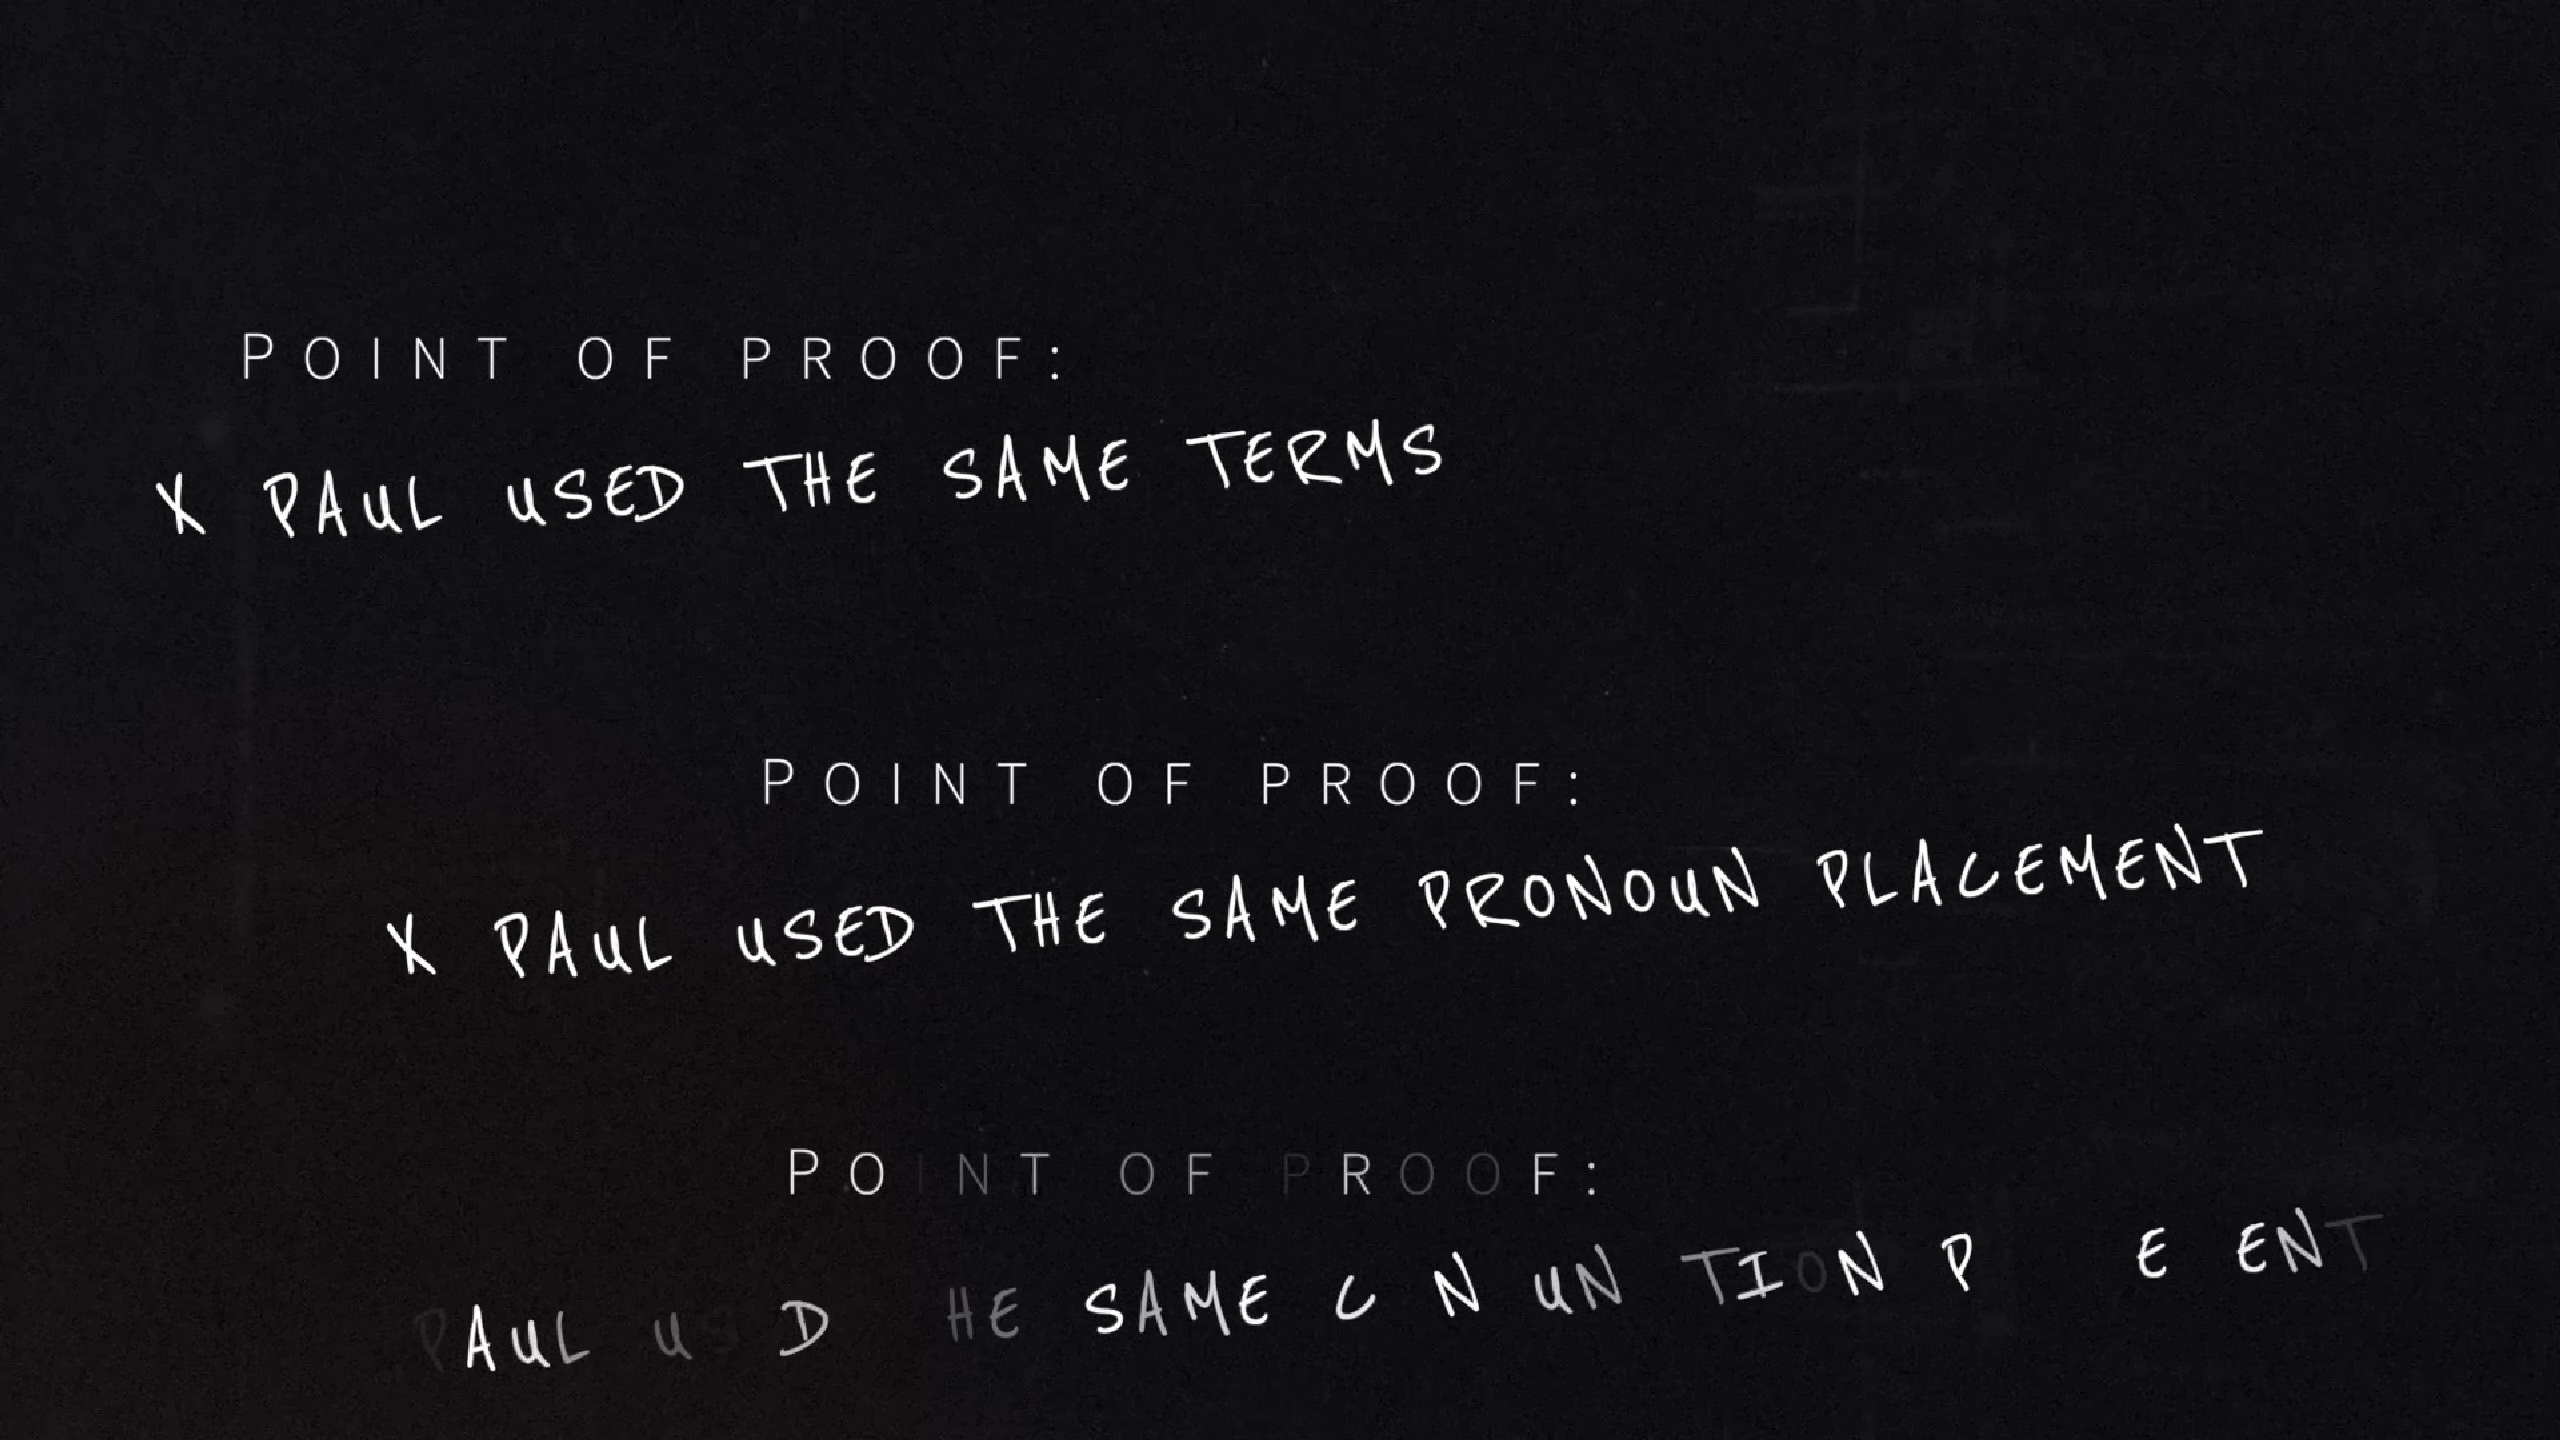 POINT OF PROOF:
X PAUL USED THE SAME TERMS
POINT OF PROOF:
X PAUL USED THE SAME PRONOUN PLACEMENT
POINT OF PROOF:
PAUL THE SAME